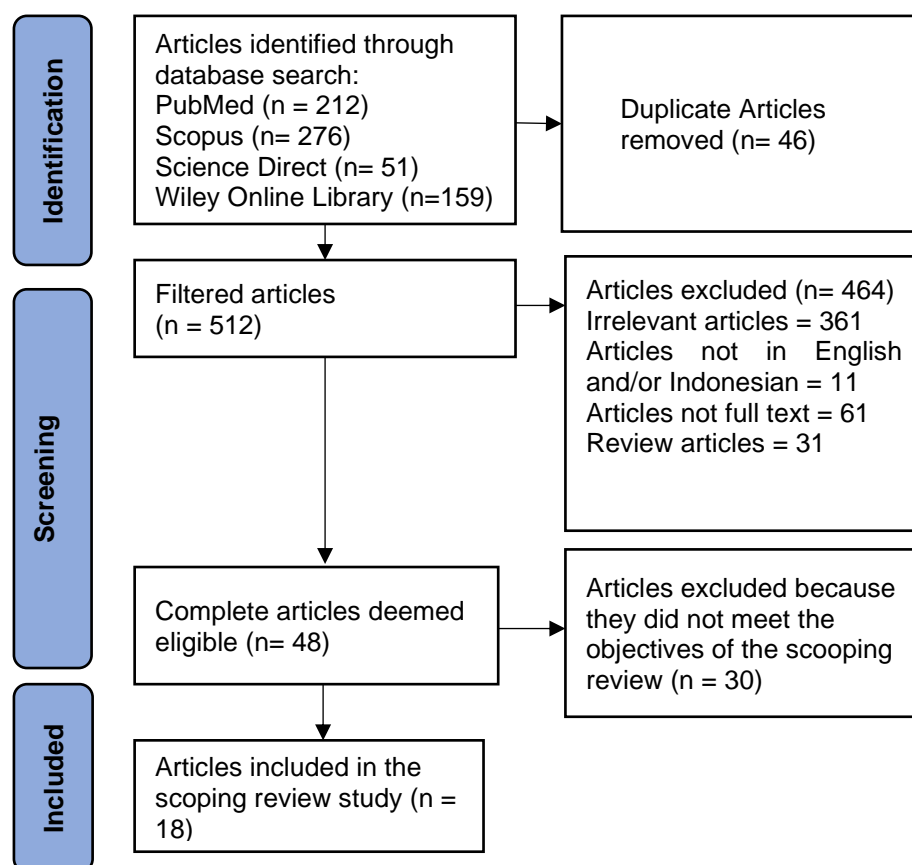 Identification
Articles identified through
database search:
PubMed (n = 212)
Scopus (n= 276)
Science Direct (n= 51)
Wiley Online Library (n=159)
Duplicate Articles
removed (n= 46)
Screening
Filtered articles
(n = 512)
Articles excluded (n= 464)
Irrelevant articles = 361
Articles not in English
and/or Indonesian = 11
Articles not full text = 61
Review articles = 31
Complete articles deemed
eligible (n= 48)
Articles excluded because
they did not meet the
objectives of the scooping
review (n = 30)
Included
Articles included in the
scoping review study (n =
18)